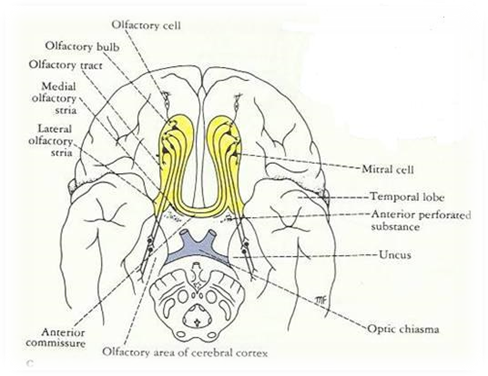 Olfactory cell
Olfactory bulb
Olfactory tract
Medial
olfactory
stria
Lateral
olfactory
stria
Mitral cell
Temporal lobe
Anterior perforated
substance
Uncus
Optic chiasma
Anterior
commissure
Olfactory area of cerebral cortex
C